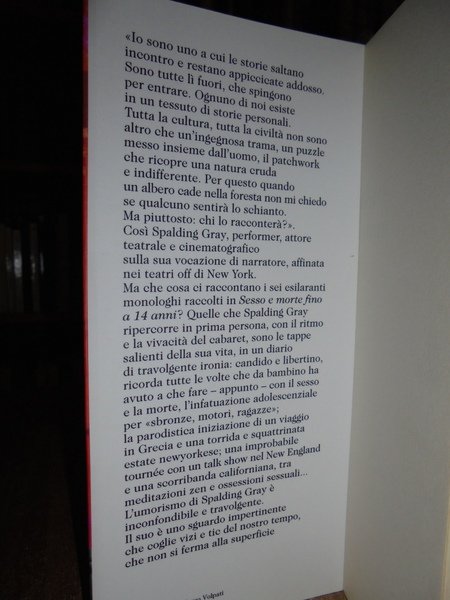 «Io sono uno a cui le storie saltano
incontro e restano appiccicate addosso.
Sono tutte lì fuori, che spingono
per entrare. Ognuno di noi esiste
in un tessuto di storie personali.
Tutta la cultura, tutta la civiltà non sono
altro che un'ingegnosa trama, un puzzle
messo insieme dall'uomo, il patchwork
che ricopre una natura cruda
e indifferente. Per questo quando
un albero cade nella foresta non mi chiedo
se qualcuno sentirà lo schianto.
Ma piuttosto: chi lo racconterà?».
Così Spalding Gray, performer, attore
teatrale e cinematografico
sulla sua vocazione di narratore, affinata
nei teatri off di New York.
Ma che cosa ci raccontano i sei esilaranti
monologhi raccolti in Sesso e morte fino
a 14 anni? Quelle che Spalding Gray
ripercorre in prima persona, con il ritmo
e la vivacità del cabaret, sono le tappe
salienti della sua vita, in un diario
di travolgente ironia: candido e libertino,
ricorda tutte le volte che da bambino ha
avuto a che fare – appunto – con il sesso
e la morte, l'infatuazione adolescenziale
per «sbronze, motori, ragazze»;
la parodistica iniziazione di un viaggio
in Grecia e una torrida e squattrinata
estate newyorkese; una improbabile
tournée con un talk show nel New England
e una scorribanda californiana, tra
meditazioni zen e ossessioni sessuali...
L'umorismo di Spalding Gray è
inconfondibile e travolgente.
Il suo è uno sguardo impertinente
che coglie vizi e tic del nostro tempo,
che non si ferma alla superficie
Volpati